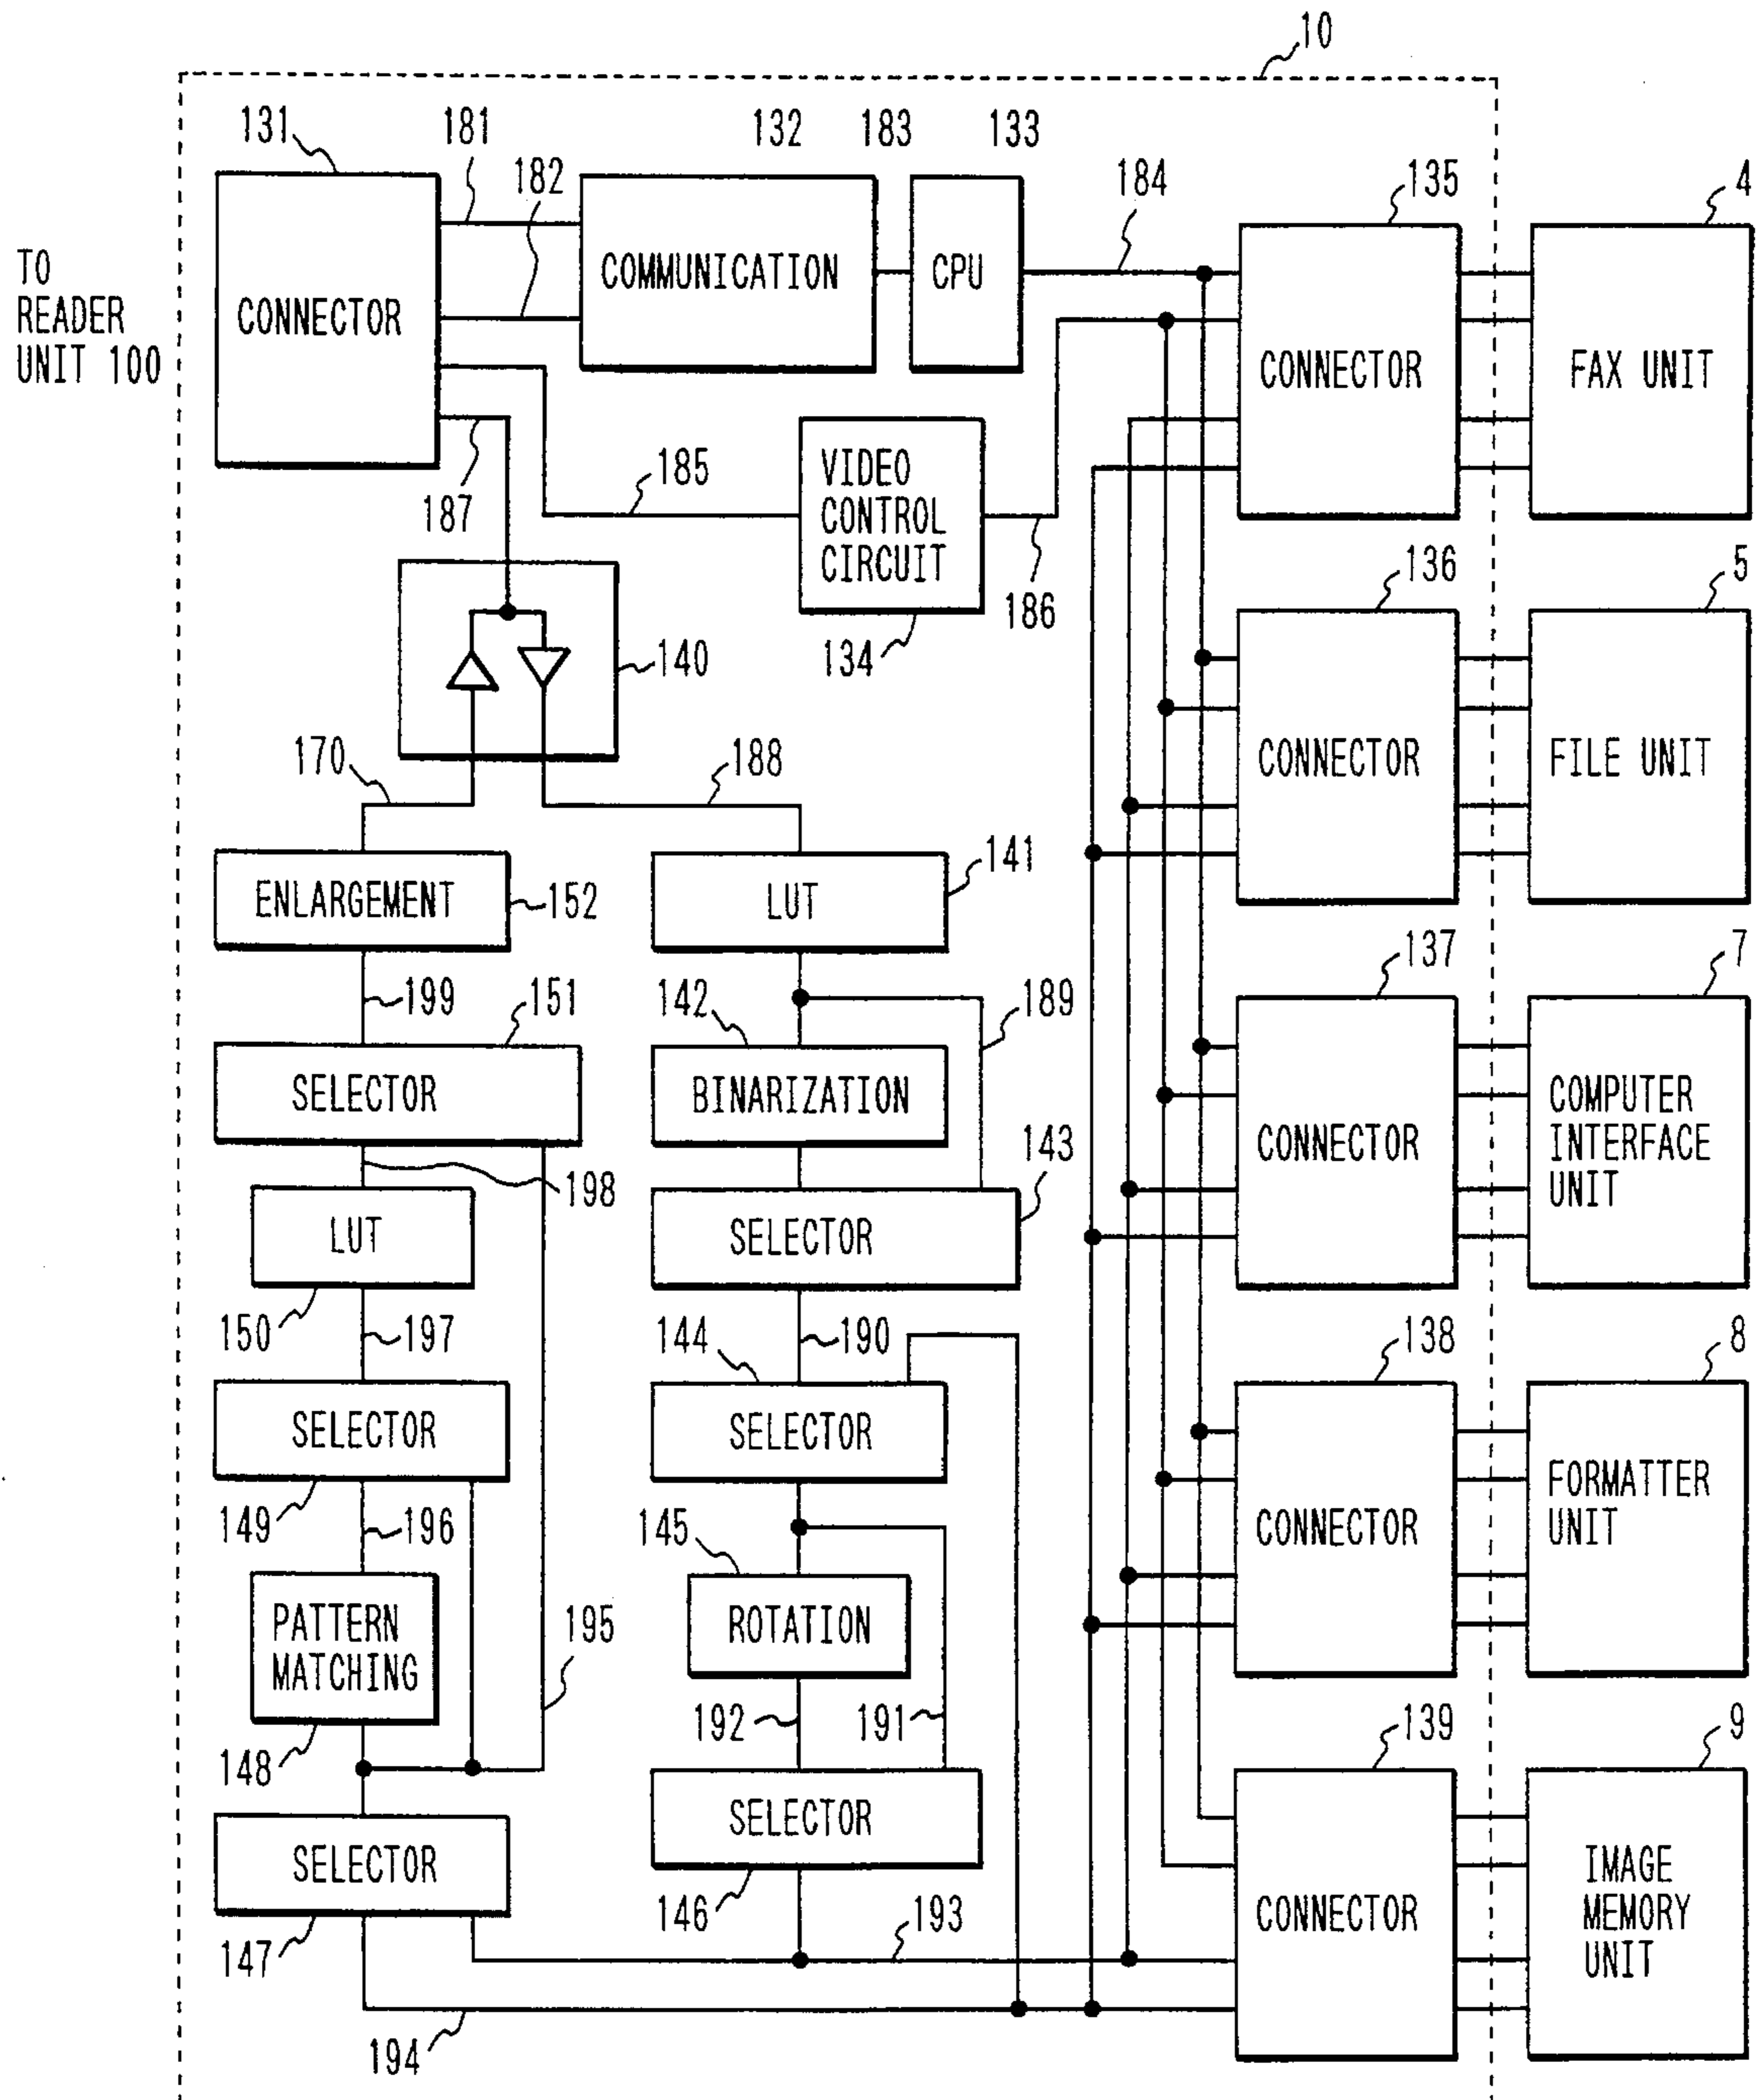 10
131
181
182
132
183
133
184
135
4
TO
READER
UNIT 100
CONNECTOR
COMMUNICATION
CPU
CONNECTOR
FAX UNIT
187
185
VIDEO
CONTROL
CIRCUIT
186
134
136
5
140
170
188
CONNECTOR
FILE UNIT
ENLARGEMENT
152
LUT
141
199
151
142
189
137
7
SELECTOR
BINARIZATION
198
143
CONNECTOR
COMPUTER
INTERFACE
UNIT
LUT
SELECTOR
150
197
144
190
138
8
SELECTOR
SELECTOR
149
196
145
CONNECTOR
FORMATTER
UNIT
PATTERN
MATCHING
195
ROTATION
148
192
191
139
9
SELECTOR
SELECTOR
147
146
193
CONNECTOR
IMAGE
MEMORY
UNIT
194